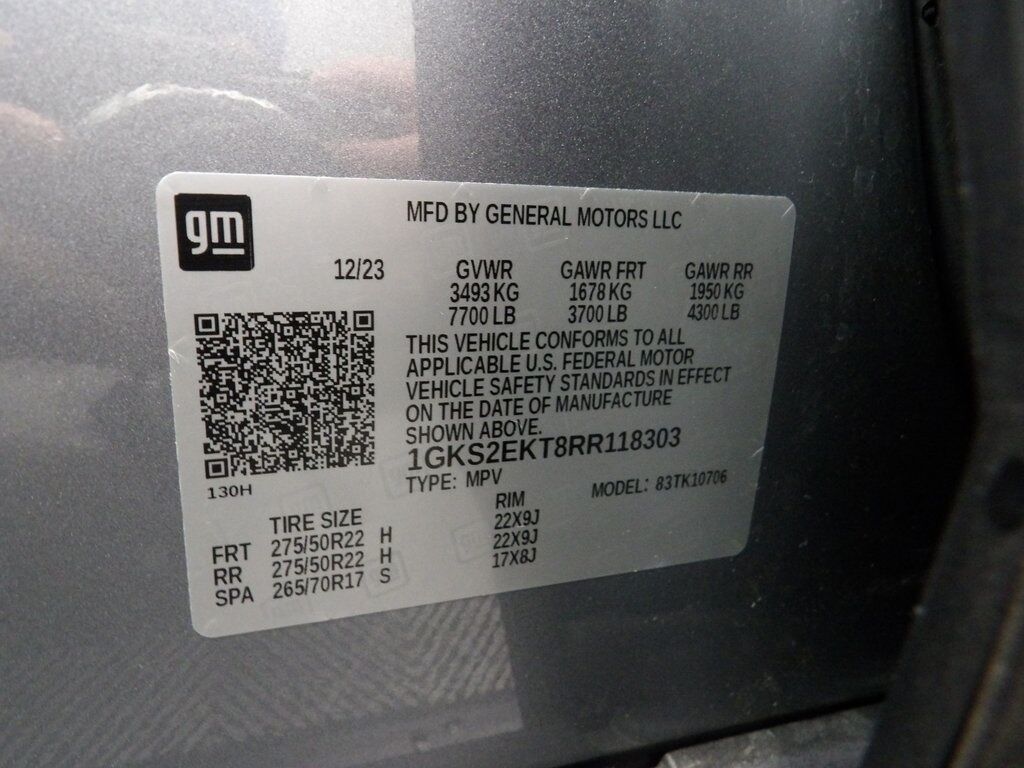 gm
MFD BY GENERAL MOTORS LLC
12/23 GVWR GAWR FRT GAWR RR
3493 KG 1678 KG 1950 KG
7700 LB 3700 LB 4300 LB
THIS VEHICLE CONFORMS TO ALL
APPLICABLE U.S. FEDERAL MOTOR
VEHICLE SAFETY STANDARDS IN EFFECT
ON THE DATE OF MANUFACTURE
SHOWN ABOVE.
1GKS2EKT8RR118303
130H
TYPE: MPV MODEL: 83TK10706
TIRE SIZE RIM
FRT 275/50R22 H 22X9J
RR 275/50R22 H 22X9J
SPA 265/70R17 S 17X8J